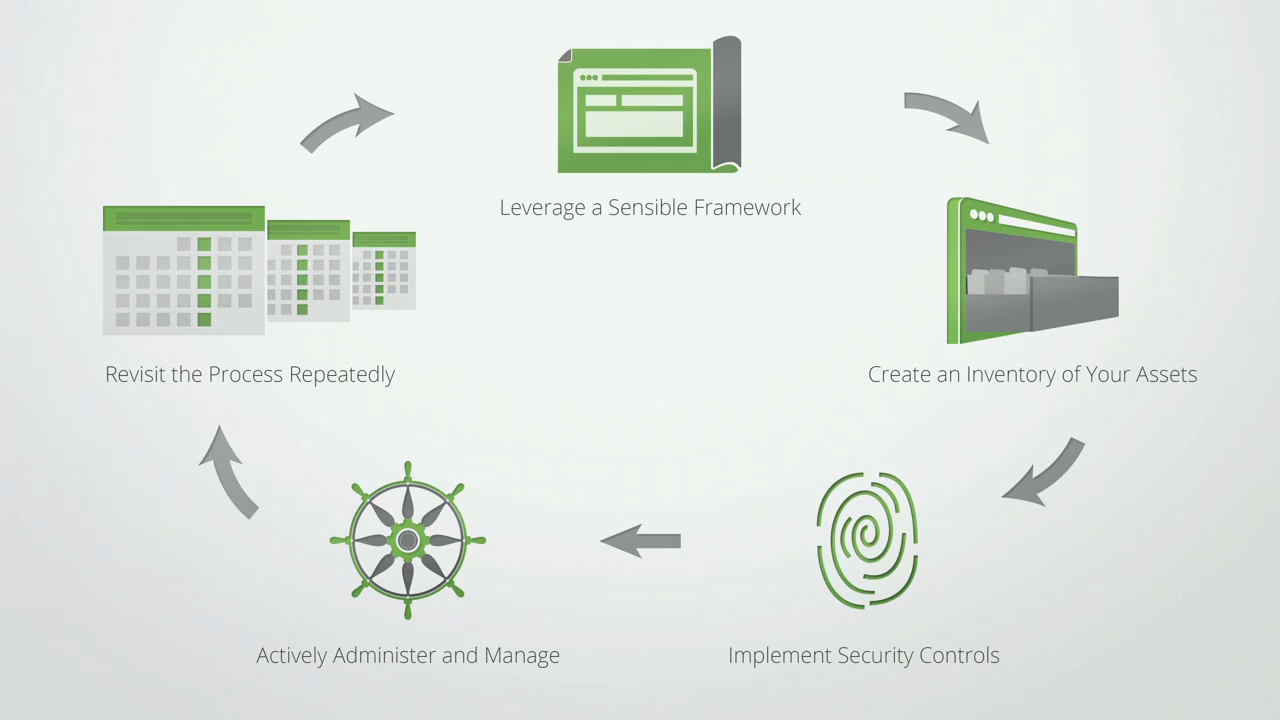 Leverage a Sensible Framework
Revisit the Process Repeatedly
Create an Inventory of Your Assets
Actively Administer and Manage
Implement Security Controls